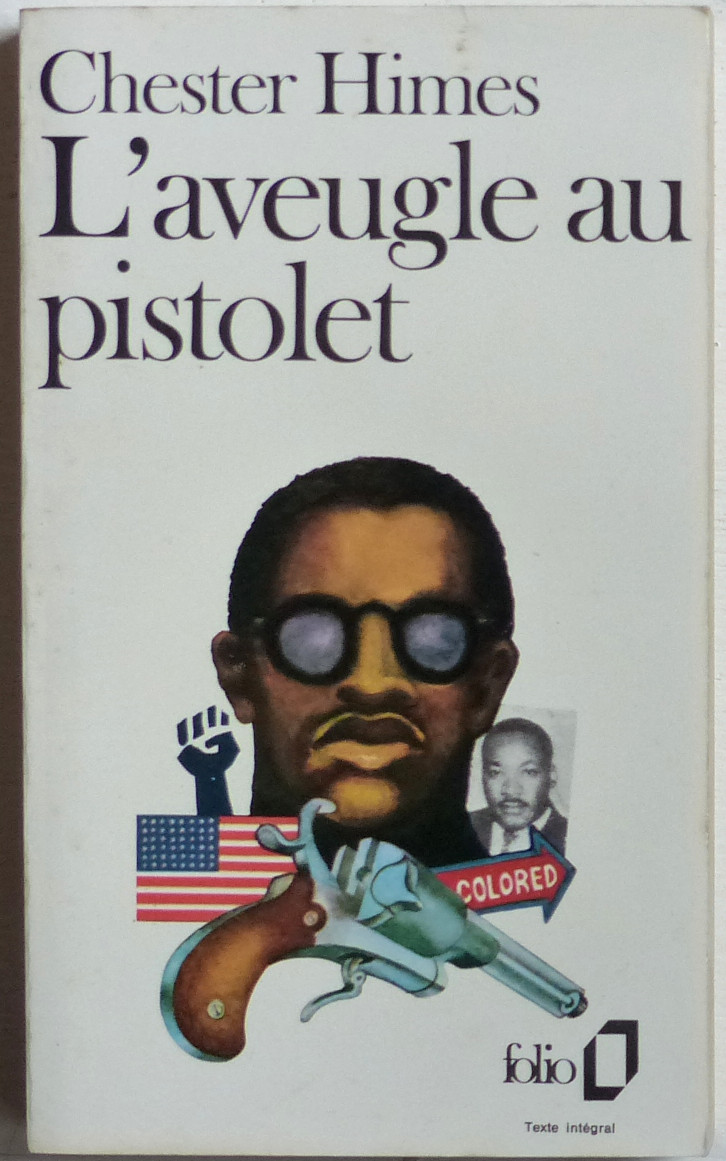 Chester Himes
L'aveugle au
pistolet
COLORED
folio
Texte intégral